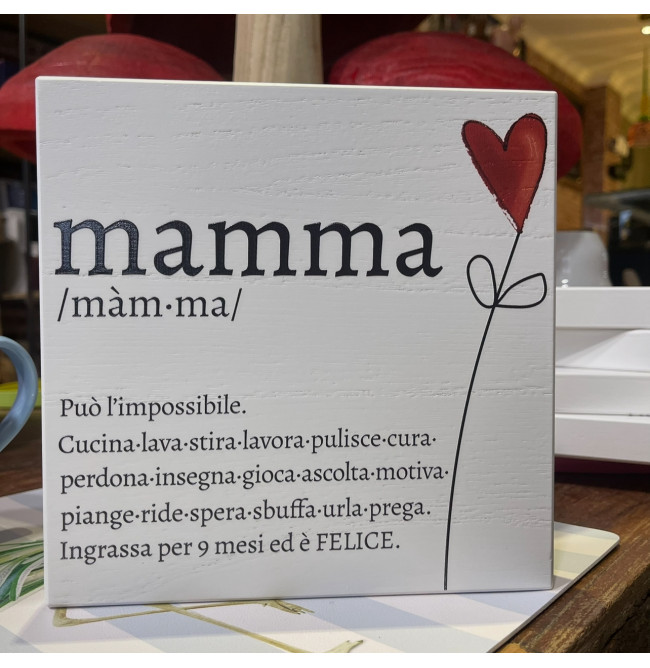 mamma
/màm·ma/
Può l'impossibile.
Cucina·lava·stira·lavora·pulisce·cura·
perdona·insegna·gioca·ascolta·motiva·
piange·ride·spera·sbuffa·urla·prega.
Ingrassa per 9 mesi ed è FELICE.